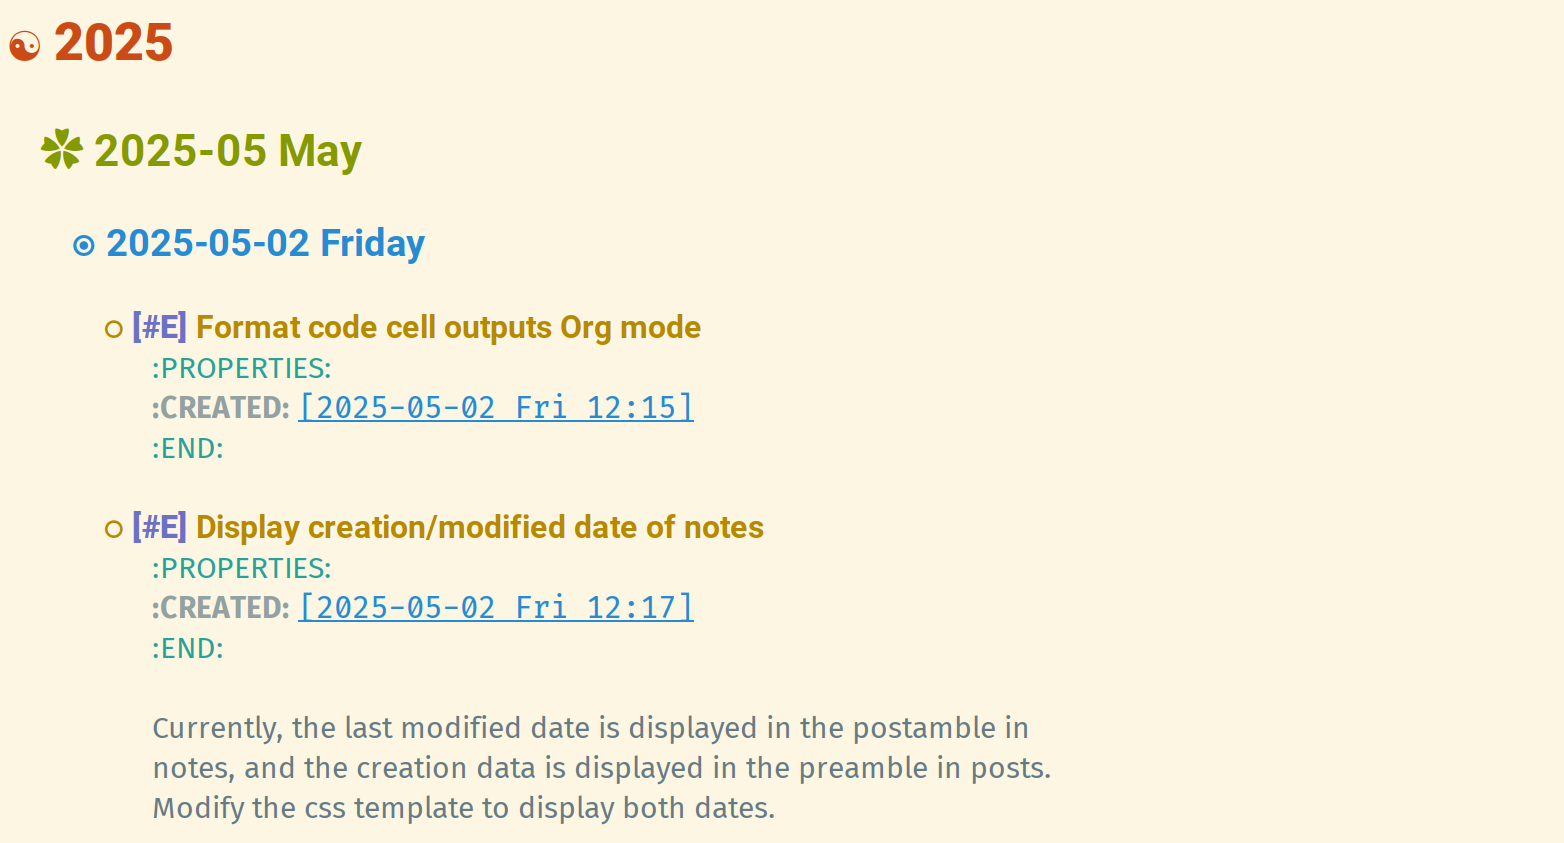 ☯ 2025
✿ 2025-05 May
◉ 2025-05-02 Friday
○ [#E] Format code cell outputs Org mode
:PROPERTIES:
:CREATED: [2025-05-02 Fri 12:15]
:END:
○ [#E] Display creation/modified date of notes
:PROPERTIES:
:CREATED: [2025-05-02 Fri 12:17]
:END:
Currently, the last modified date is displayed in the postamble in
notes, and the creation data is displayed in the preamble in posts.
Modify the css template to display both dates.